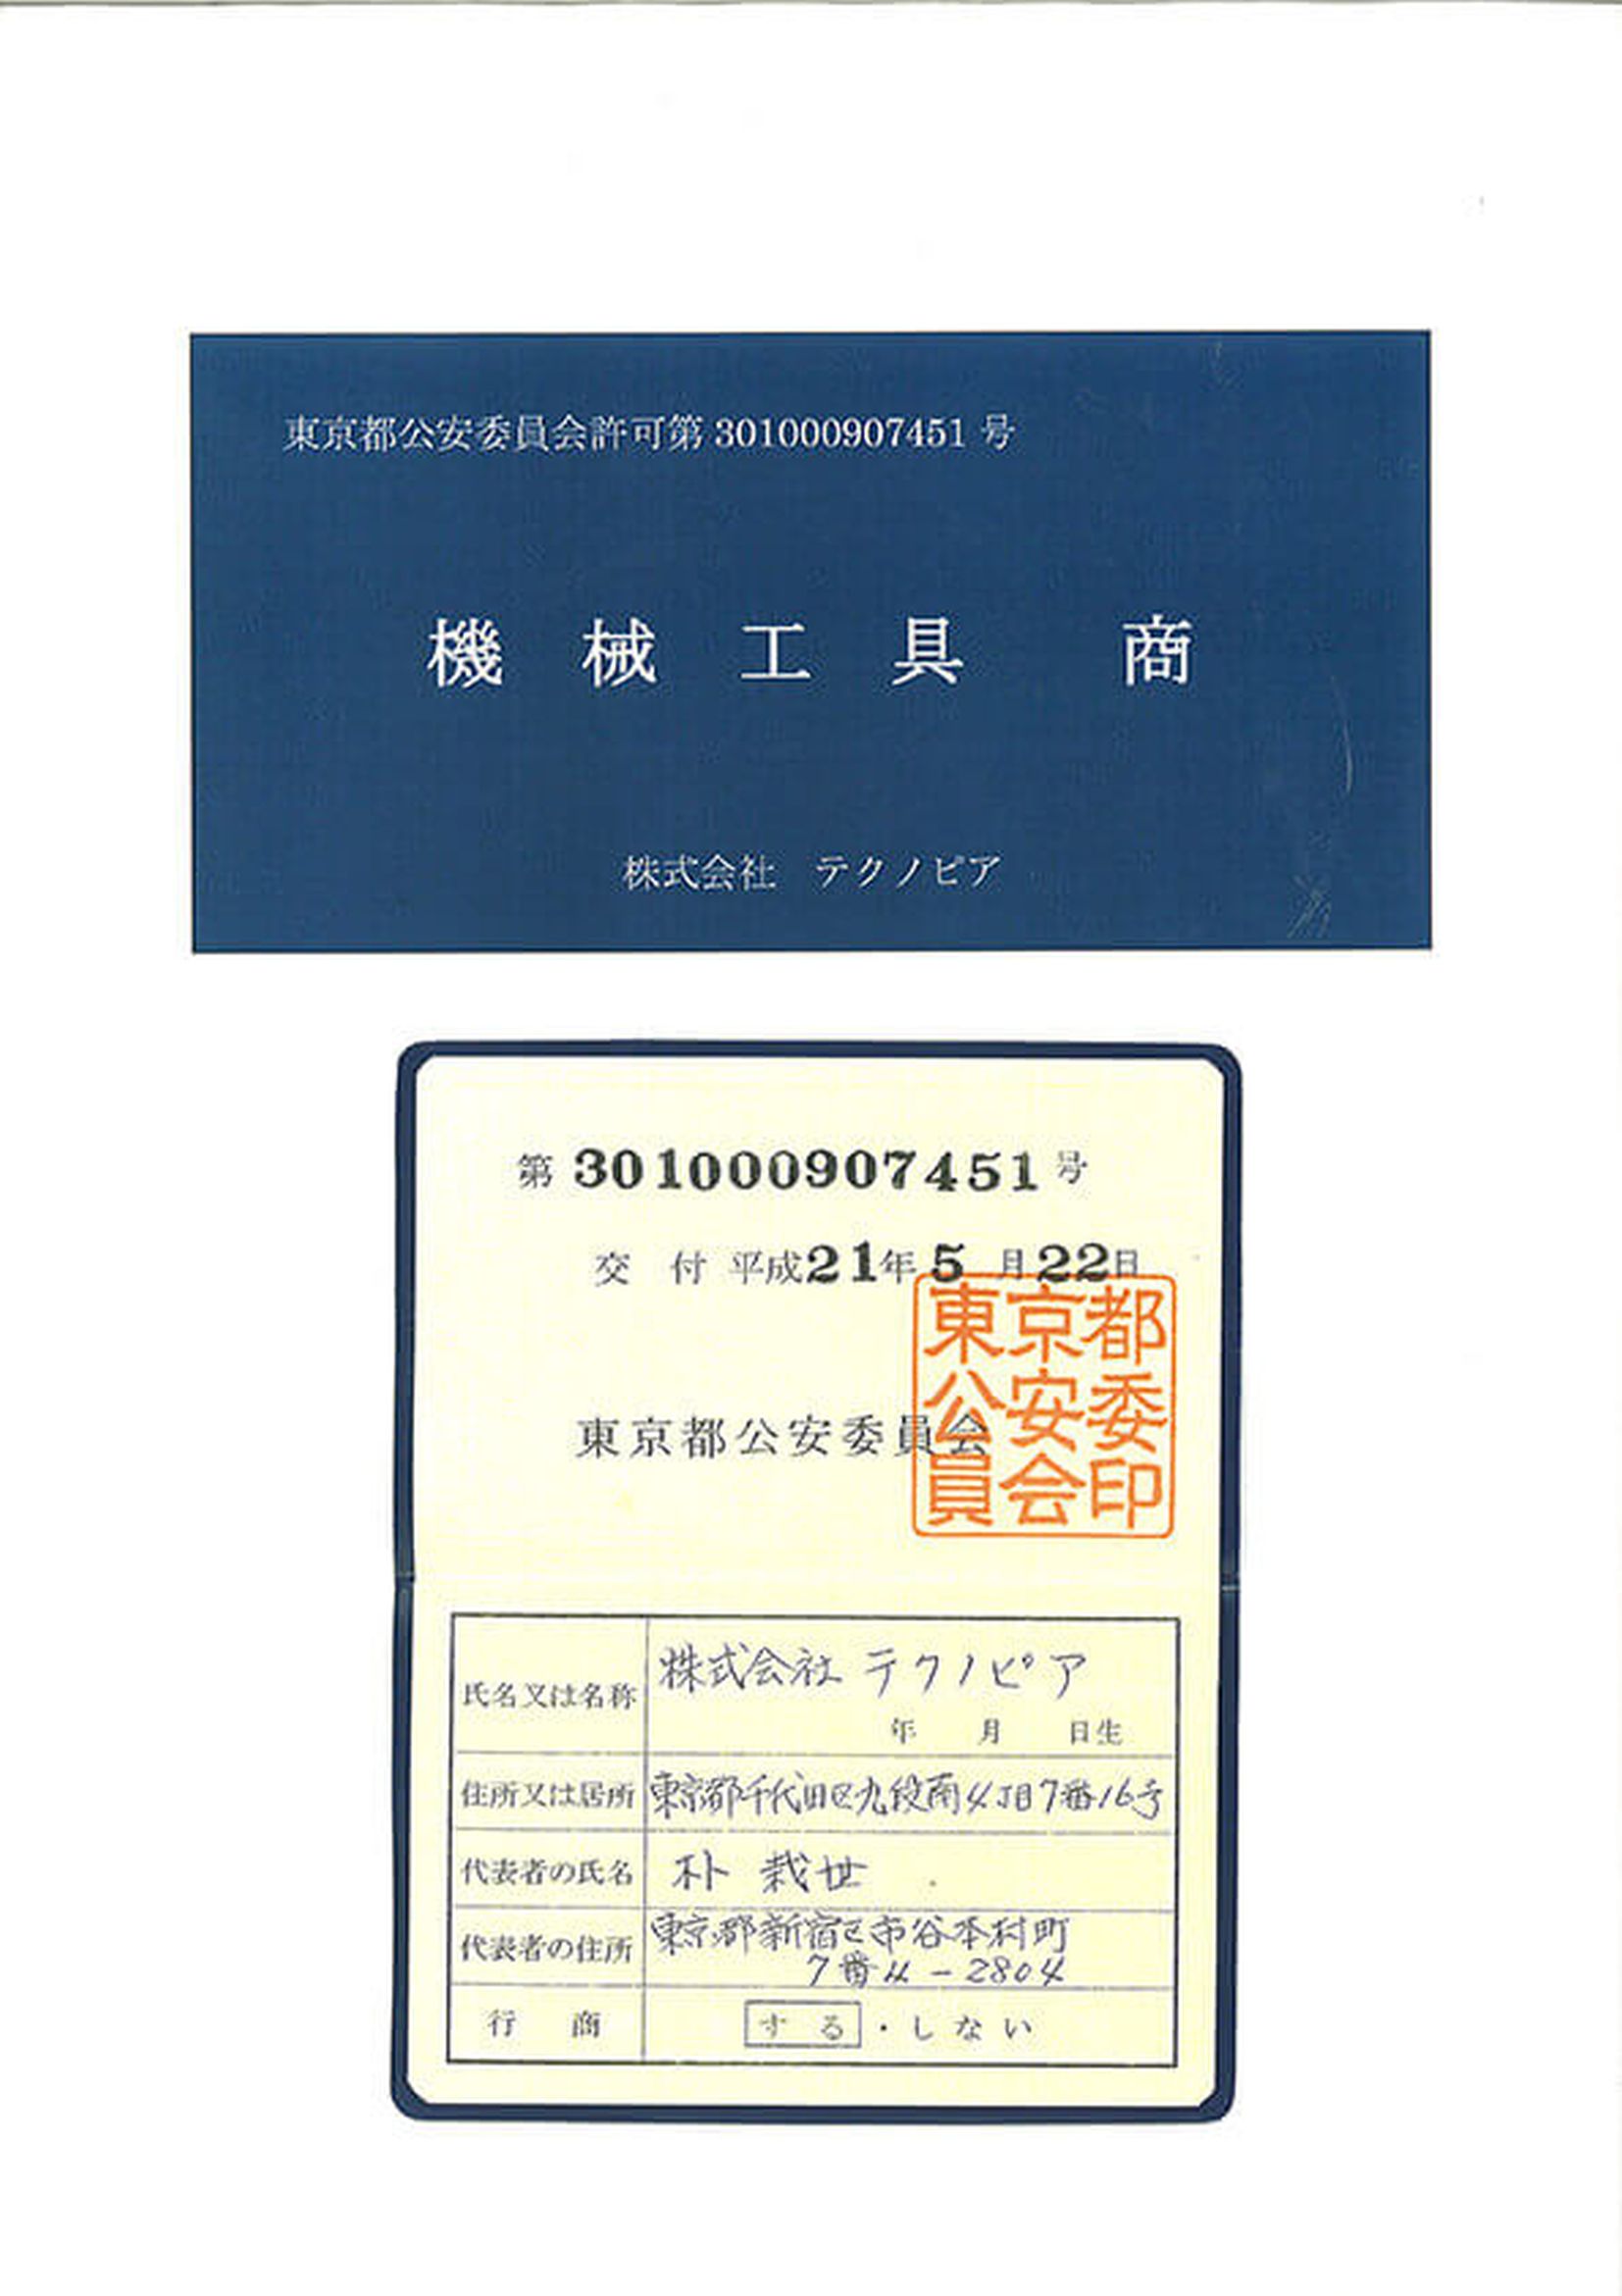 東京都公安委員会許可第 301000907451 号
機械工具 商
株式会社 テクノピア
第 301000907451 号
交 付 平成21年5月22日
東京都公安委員会
東京都
公安委
員会印
氏名又は名称 株式会社 テクノピア
年 月 日生
住所又は居所 東京都千代田区九段南4丁目7番16号
代表者の氏名 朴 栽世
代表者の住所 東京都新宿区市谷本村町
7番 -2804
行 商 する・しない